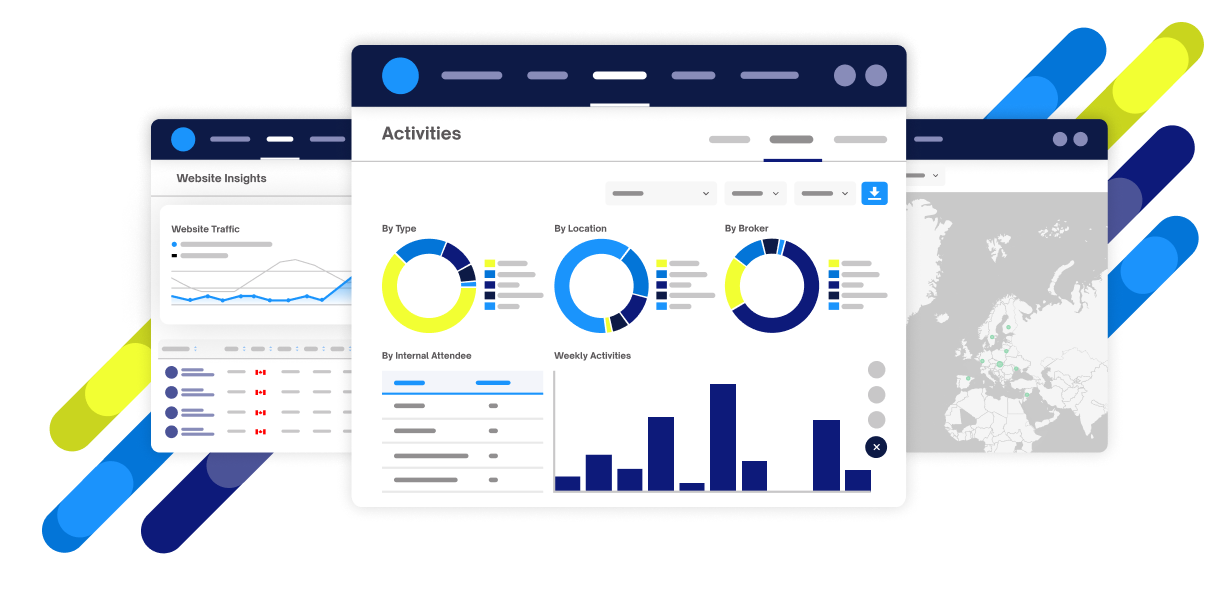 Activities
Website Insights
Website Traffic
By Type
By Location
By Broker
By Internal Attendee
Weekly Activities